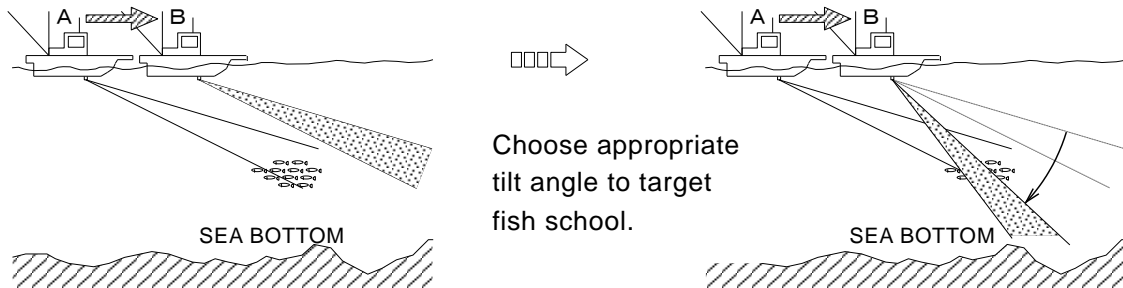 A B
SEA BOTTOM
Choose appropriate
tilt angle to target
fish school.
A B
SEA BOTTOM